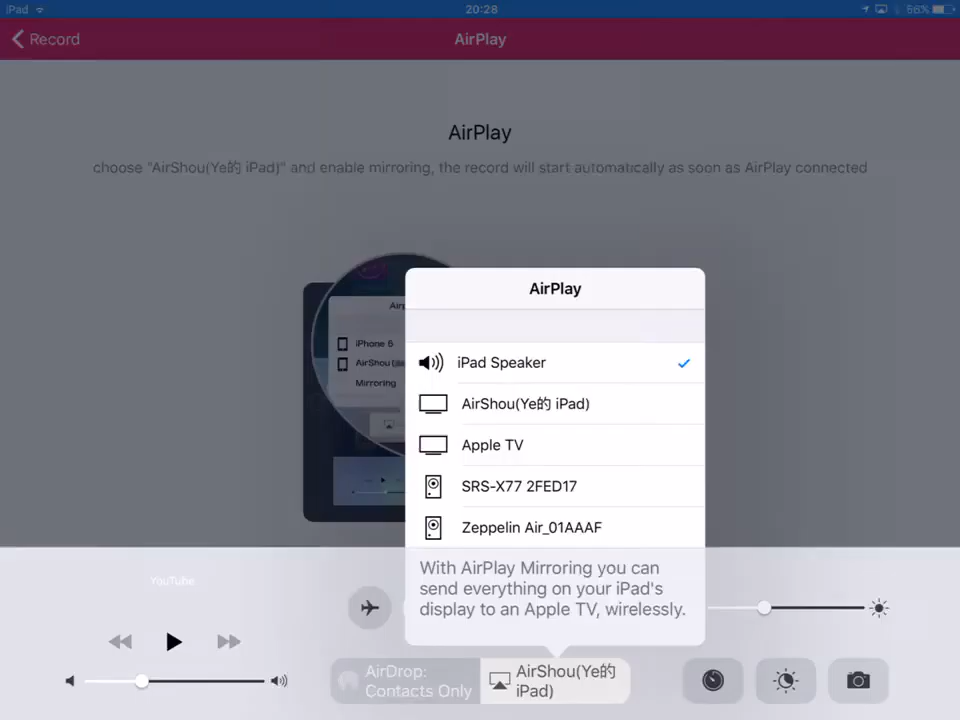 iPad
20:28
56%
Record
AirPlay
AirPlay
choose "AirShou(Ye的 iPad)" and enable mirroring, the record will start automatically as soon as AirPlay connected
iPhone 6
AirShou
Mirroring
AirPlay
iPad Speaker
AirShou(Ye的 iPad)
Apple TV
SRS-X77 2FED17
Zeppelin Air_01AAAF
With AirPlay Mirroring you can
send everything on your iPad's
display to an Apple TV, wirelessly.
YouTube
AirDrop:
Contacts Only
AirShou(Ye的
iPad)